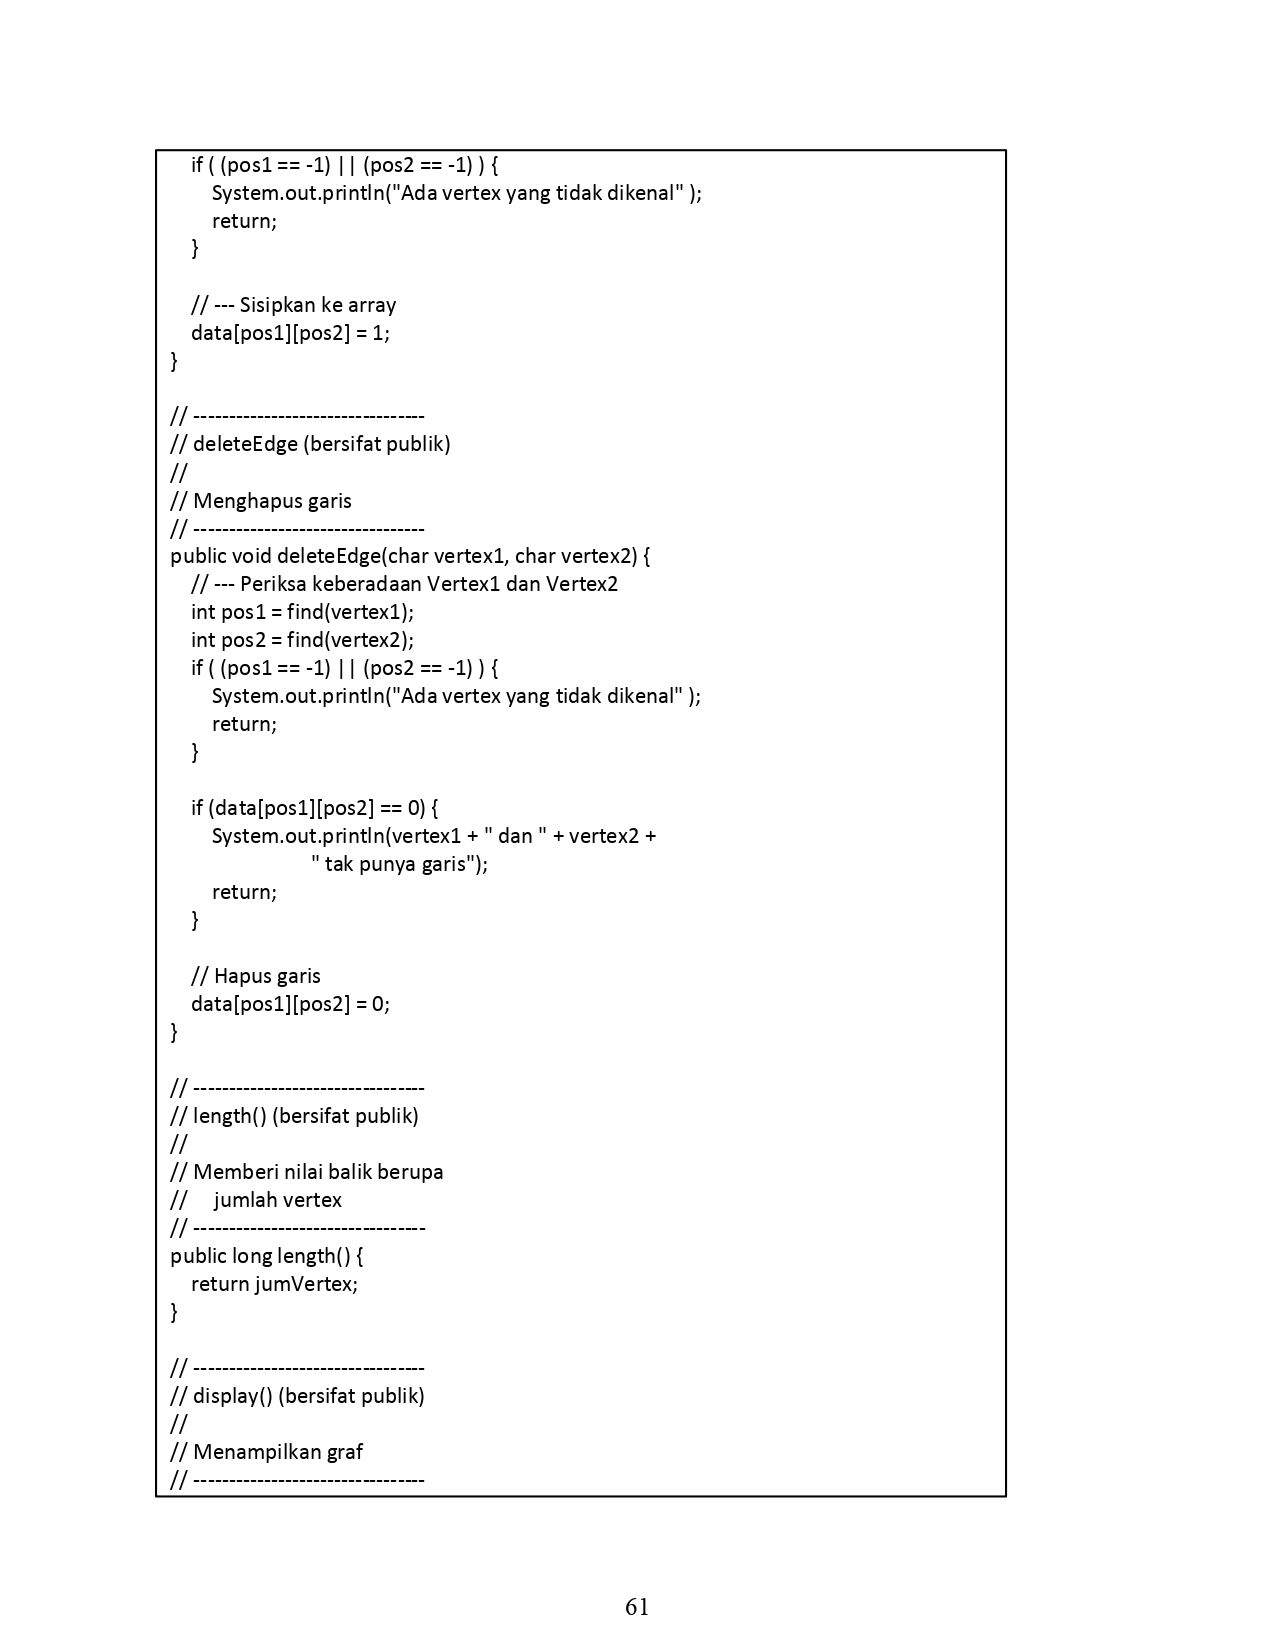 if ( (pos1 == -1) || (pos2 == -1) ) {
System.out.println("Ada vertex yang tidak dikenal" );
return;
}
// --- Sisipkan ke array
data[pos1][pos2] = 1;
}
// ---------------------------------
// deleteEdge (bersifat publik)
//
// Menghapus garis
// ---------------------------------
public void deleteEdge(char vertex1, char vertex2) {
// --- Periksa keberadaan Vertex1 dan Vertex2
int pos1 = find(vertex1);
int pos2 = find(vertex2);
if ( (pos1 == -1) || (pos2 == -1) ) {
System.out.println("Ada vertex yang tidak dikenal" );
return;
}
if (data[pos1][pos2] == 0) {
System.out.println(vertex1 + " dan " + vertex2 +
" tak punya garis");
return;
}
// Hapus garis
data[pos1][pos2] = 0;
}
// ---------------------------------
// length() (bersifat publik)
//
// Memberi nilai balik berupa
// jumlah vertex
// ---------------------------------
public long length() {
return jumVertex;
}
// ---------------------------------
// display() (bersifat publik)
//
// Menampilkan graf
// ---------------------------------
61